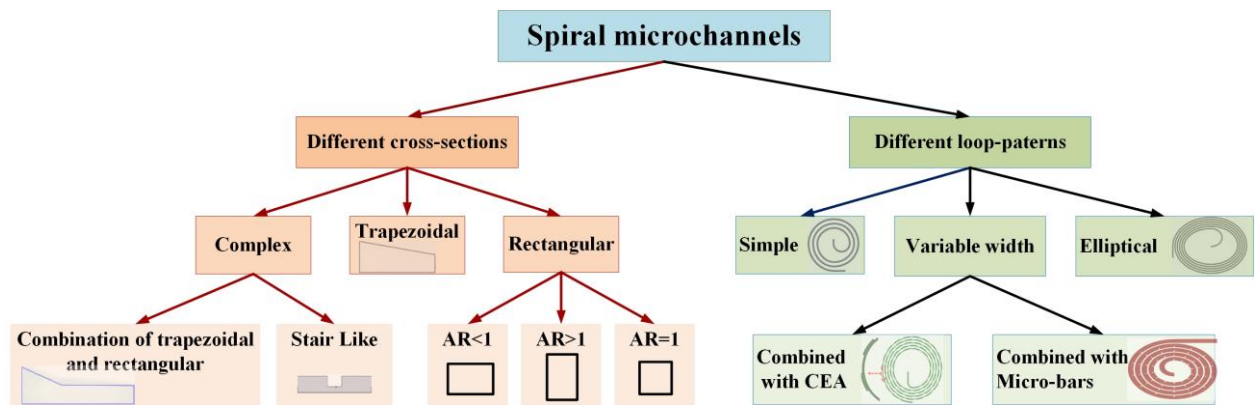 Spiral microchannels
Different cross-sections
Different loop-paterns
Complex
Trapezoidal
Rectangular
Simple
Variable width
Elliptical
Combination of trapezoidal
and rectangular
Stair Like
AR<1
AR>1
AR=1
Combined
with CEA
Combined with
Micro-bars